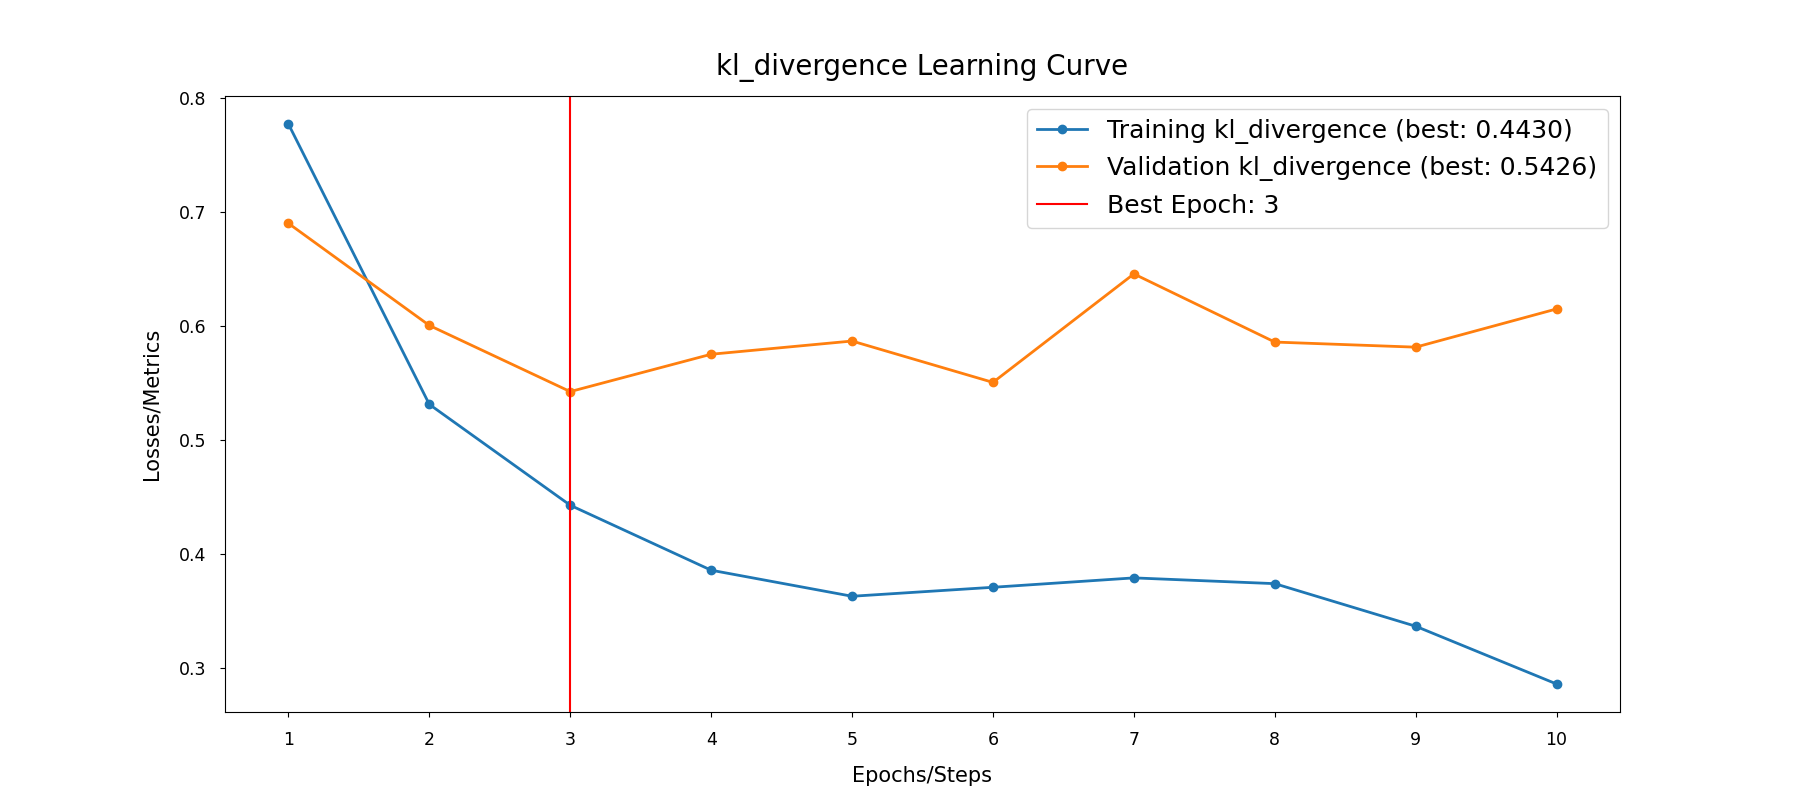 kl_divergence Learning Curve
Training kl_divergence (best: 0.4430)
Validation kl_divergence (best: 0.5426)
Best Epoch: 3
Losses/Metrics
0.8
0.7
0.6
0.5
0.4
0.3
1 2 3 4 5 6 7 8 9 10
Epochs/Steps